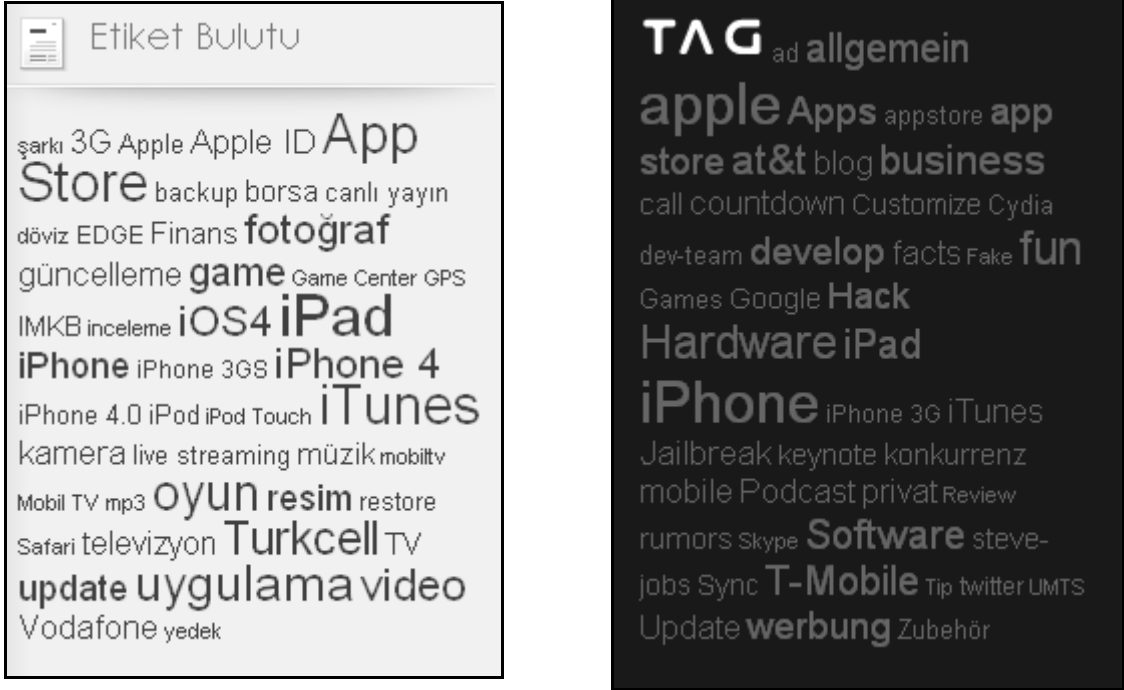 Etiket Bulutu
şarkı 3G Apple Apple ID App
Store backup borsa canlı yayın
döviz EDGE Finans fotoğraf
güncelleme game Game Center GPS
IMKB inceleme iOS4 iPad
iPhone iPhone 3GS iPhone 4
iPhone 4.0 iPod iPod Touch iTunes
kamera live streaming müzik mobiltv
Mobil TV mp3 oyun resim restore
Safari televizyon Turkcell TV
update uygulama video
Vodafone yedek
TAG ad allgemein
apple Apps appstore app
store at&t blog business
call countdown Customize Cydia
dev-team develop facts Fake fun
Games Google Hack
Hardware iPad
iPhone iPhone 3G iTunes
Jailbreak keynote konkurrenz
mobile Podcast privat Review
rumors Skype Software steve-
jobs Sync T-Mobile Tip twitter UMTS
Update werbung Zubehör